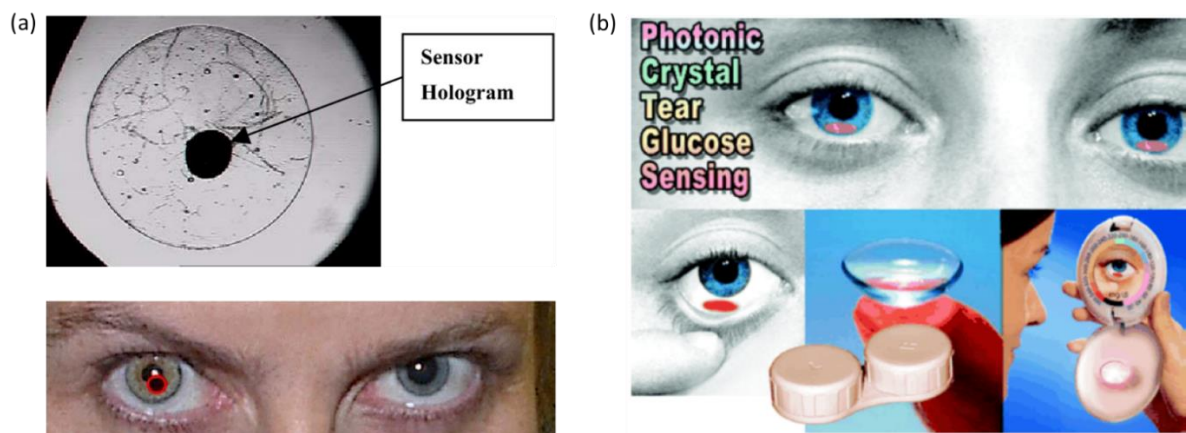 (a)
Sensor
Hologram
(b)
Photonic
Crystal
Tear
Glucose
Sensing